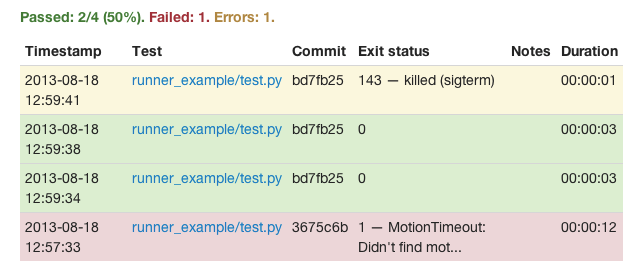 Passed: 2/4 (50%). Failed: 1. Errors: 1.
Timestamp Test Commit Exit status Notes Duration
2013-08-18 runner_example/test.py bd7fb25 143 — killed (sigterm) 00:00:01
12:59:41
2013-08-18 runner_example/test.py bd7fb25 0 00:00:03
12:59:38
2013-08-18 runner_example/test.py bd7fb25 0 00:00:03
12:59:34
2013-08-18 runner_example/test.py 3675c6b 1 — MotionTimeout: 00:00:12
12:57:33 Didn't find mot...